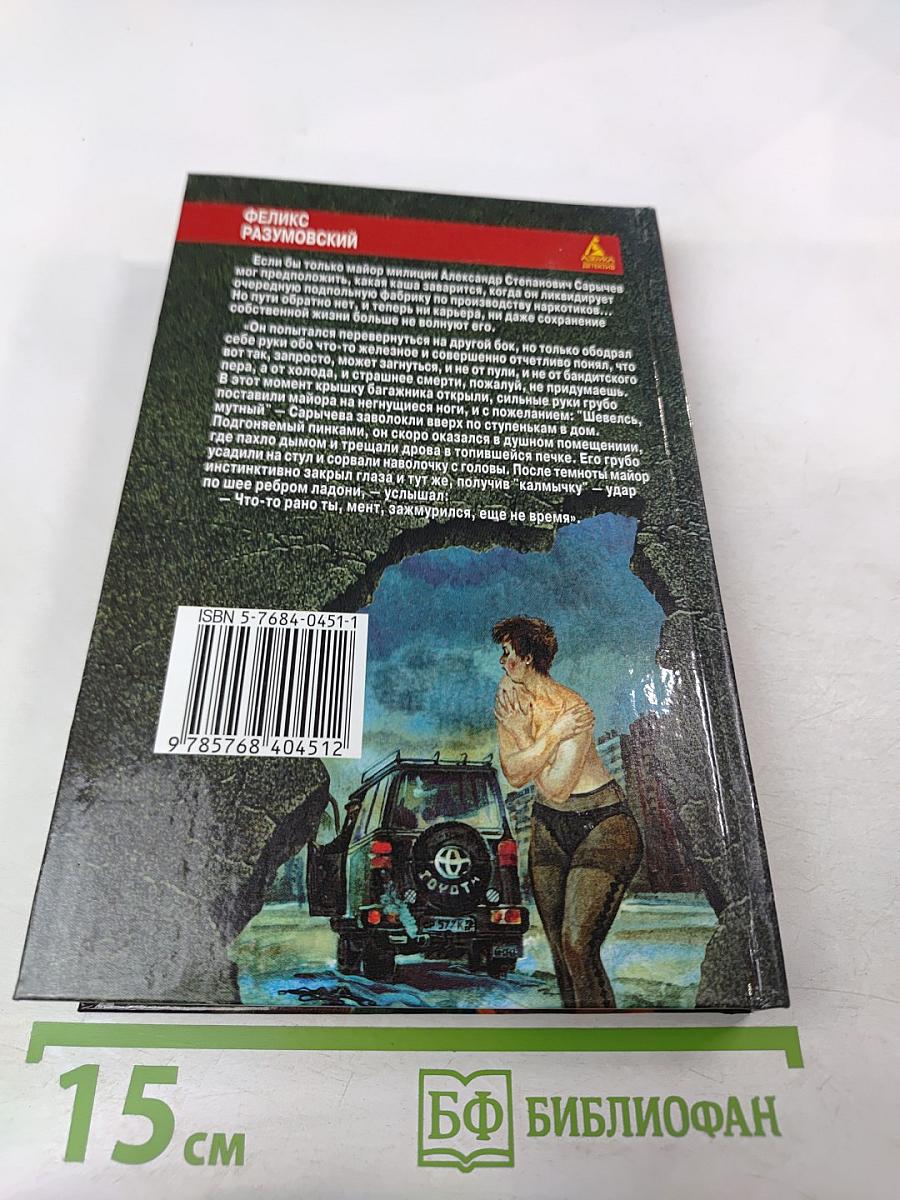 ФЕЛИКС
РАЗУМОВСКИЙ
АЗБУКА
ДЕТЕКТИВ
Если бы только майор милиции Александр Степанович Сарычев
мог предположить, какая каша заварится, когда он ликвидирует
очередную подпольную фабрику по производству наркотиков...
Но пути обратно нет, и теперь ни карьера, ни даже сохранение
собственной жизни больше не волнуют его.
«Он попытался перевернуться на другой бок, но только ободрал
себе руки обо что-то железное и совершенно отчетливо понял, что
вот так, запросто, может загнуться, и не от пули, и не от бандитского
пера, а от холода, и страшнее смерти, пожалуй, не придумаешь.
В этот момент крышку багажника открыли, сильные руки грубо
поставили майора на негнущиеся ноги, и с пожеланием: "Шевелсь,
мутный" — Сарычева заволокли вверх по ступенькам в дом.
Подгоняемый пинками, он скоро оказался в душном помещениии,
где пахло дымом и трещали дрова в топившейся печке. Его грубо
усадили на стул и сорвали наволочку с головы. После темноты майор
инстинктивно закрыл глаза и тут же, получив "калмычку" — удар
по шее ребром ладони, — услышал:
— Что-то рано ты, мент, зажмурился, еще не время».
ISBN 5-7684-0451-1
9 785768 404512
TOYOTA
15 см
БФ БИБЛИОФАН